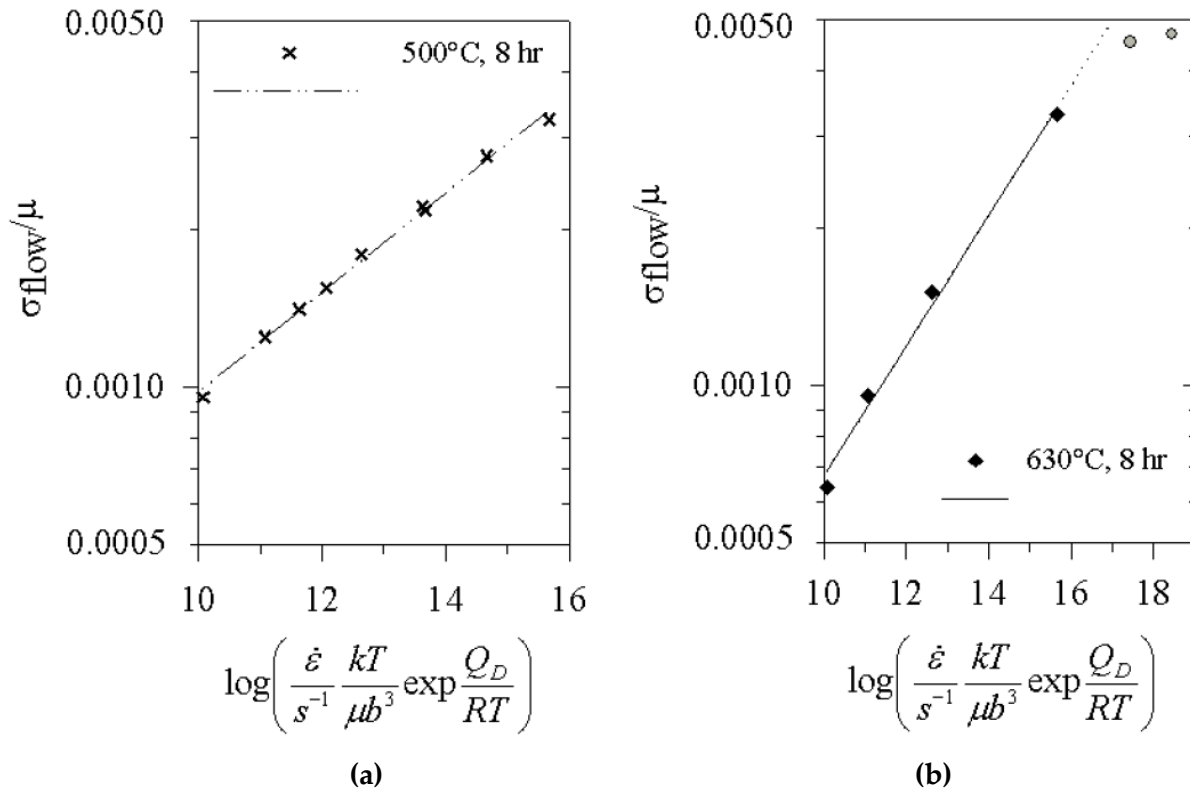 0.0050
500°C, 8 hr
σflow/μ
0.0010
0.0005
10 12 14 16
log(ε̇/s⁻¹ kT/μb³ exp Q_D/RT)
(a)
0.0050
σflow/μ
0.0010
630°C, 8 hr
0.0005
10 12 14 16 18
log(ε̇/s⁻¹ kT/μb³ exp Q_D/RT)
(b)